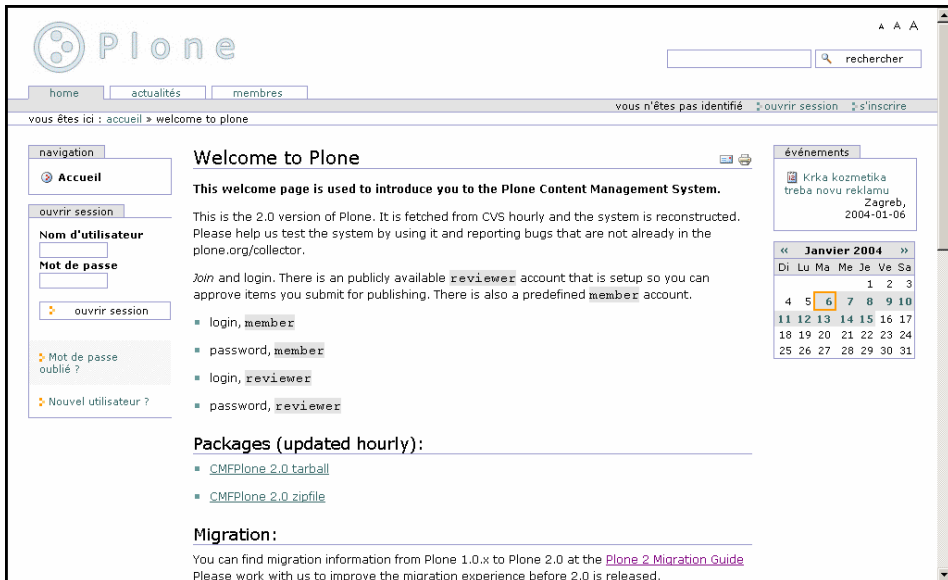 Plone
A A A
rechercher
home actualités membres
vous n'êtes pas identifié ouvrir session s'inscrire
vous êtes ici : accueil » welcome to plone
navigation
Accueil
ouvrir session
Nom d'utilisateur
Mot de passe
ouvrir session
Mot de passe
oublié ?
Nouvel utilisateur ?
Welcome to Plone
This welcome page is used to introduce you to the Plone Content Management System.
This is the 2.0 version of Plone. It is fetched from CVS hourly and the system is reconstructed.
Please help us test the system by using it and reporting bugs that are not already in the
plone.org/collector.
Join and login. There is an publicly available reviewer account that is setup so you can
approve items you submit for publishing. There is also a predefined member account.
login, member
password, member
login, reviewer
password, reviewer
Packages (updated hourly):
CMFPlone 2.0 tarball
CMFPlone 2.0 zipfile
Migration:
You can find migration information from Plone 1.0.x to Plone 2.0 at the Plone 2 Migration Guide
Please work with us to improve the migration experience before 2.0 is released.
événements
Krka kozmetika
treba novu reklamu
Zagreb,
2004-01-06
« Janvier 2004 »
Di Lu Ma Me Je Ve Sa
1 2 3
4 5 6 7 8 9 10
11 12 13 14 15 16 17
18 19 20 21 22 23 24
25 26 27 28 29 30 31